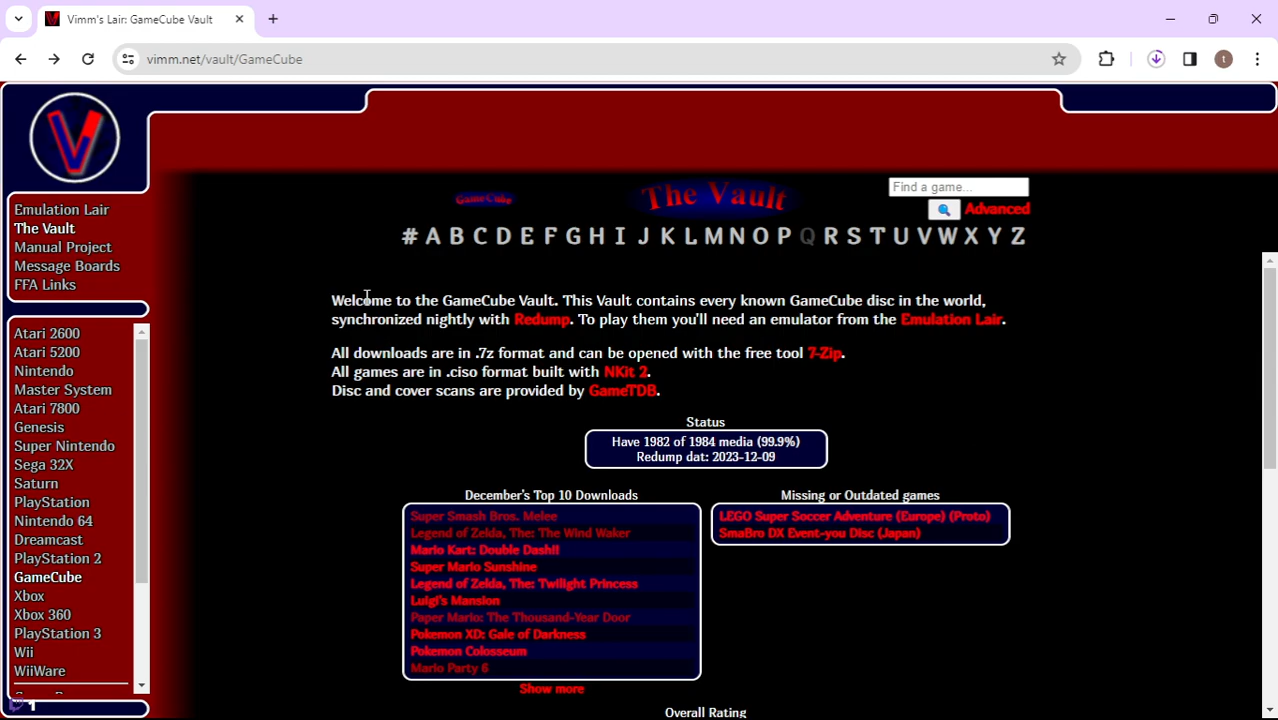 Vimm's Lair: GameCube Vault
vimm.net/vault/GameCube
t
V
Emulation Lair
The Vault
Manual Project
Message Boards
FFA Links
Atari 2600
Atari 5200
Nintendo
Master System
Atari 7800
Genesis
Super Nintendo
Sega 32X
Saturn
PlayStation
Nintendo 64
Dreamcast
PlayStation 2
GameCube
Xbox
Xbox 360
PlayStation 3
Wii
WiiWare
1
GameCube
The Vault
Find a game...
Advanced
# A B C D E F G H I J K L M N O P Q R S T U V W X Y Z
Welcome to the GameCube Vault. This Vault contains every known GameCube disc in the world,
synchronized nightly with Redump. To play them you'll need an emulator from the Emulation Lair.
All downloads are in .7z format and can be opened with the free tool 7-Zip.
All games are in .ciso format built with NKit 2.
Disc and cover scans are provided by GameTDB.
Status
Have 1982 of 1984 media (99.9%)
Redump dat: 2023-12-09
December's Top 10 Downloads
Super Smash Bros. Melee
Legend of Zelda, The: The Wind Waker
Mario Kart: Double Dash!!
Super Mario Sunshine
Legend of Zelda, The: Twilight Princess
Luigi's Mansion
Paper Mario: The Thousand-Year Door
Pokemon XD: Gale of Darkness
Pokemon Colosseum
Mario Party 6
Show more
Missing or Outdated games
LEGO Super Soccer Adventure (Europe) (Proto)
SmaBro DX Event-you Disc (Japan)
Overall Rating